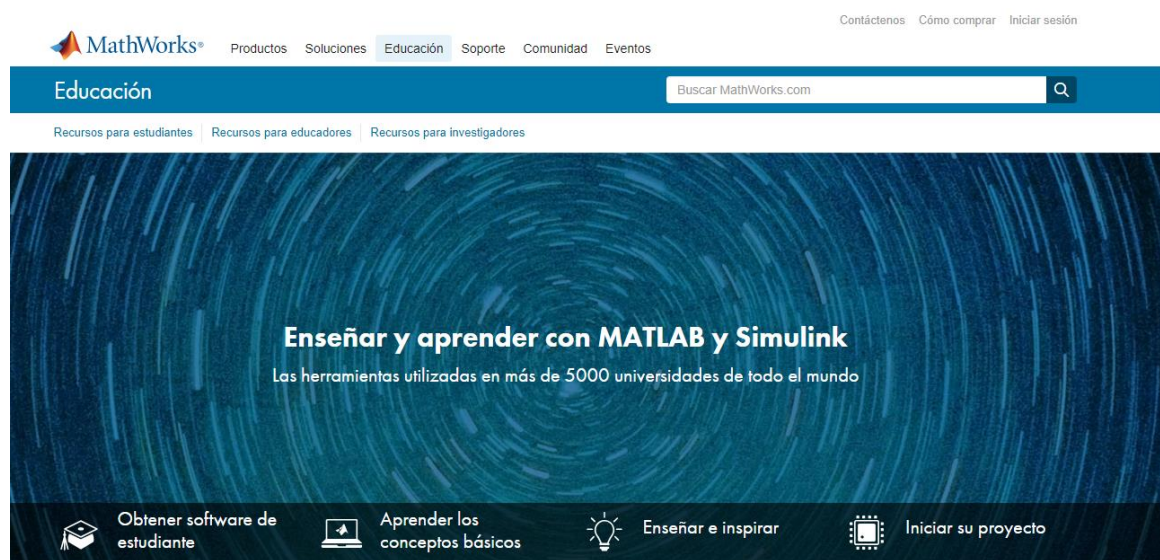 Contáctenos Cómo comprar Iniciar sesión
MathWorks®
Productos Soluciones Educación Soporte Comunidad Eventos
Educación
Buscar MathWorks.com
Recursos para estudiantes Recursos para educadores Recursos para investigadores
Enseñar y aprender con MATLAB y Simulink
Las herramientas utilizadas en más de 5000 universidades de todo el mundo
Obtener software de
estudiante
Aprender los
conceptos básicos
Enseñar e inspirar
Iniciar su proyecto